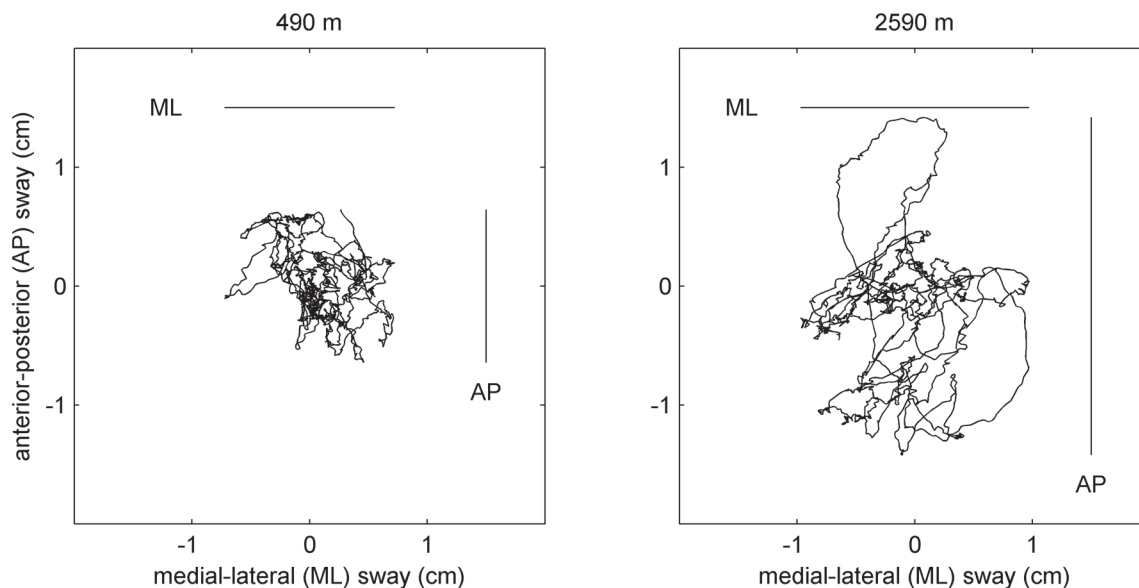 490 m
ML
AP
anterior-posterior (AP) sway (cm)
1
0
-1
-1 0 1
medial-lateral (ML) sway (cm)
2590 m
ML
AP
1
0
-1
-1 0 1
medial-lateral (ML) sway (cm)